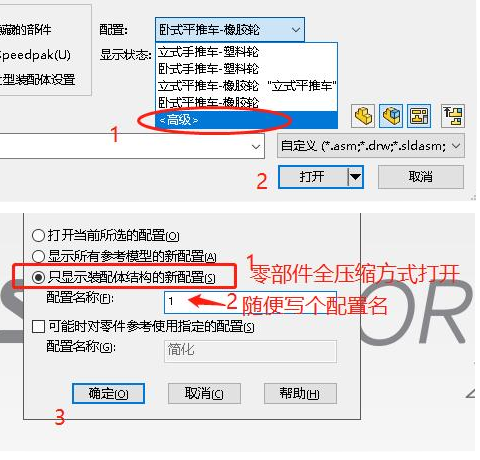 藏的部件
配置:
卧式平推车-橡胶轮
Speedpak(U)
显示状态:
立式手推车-塑料轮
卧式手推车-塑料轮
型装配体设置
立式平推车-橡胶轮 "立式平推车"
卧式平推车-橡胶轮
<高级>
1
自定义 (*.asm;*.drw;*.sldasm;
2
打开
取消
打开当前所选的配置(O)
显示所有参考模型的新配置(A)
1
只显示装配体结构的新配置(S)
零部件全压缩方式打开
配置名称(F):
1
2
随便写个配置名
OR
可能时对零件参考使用指定的配置(S)
配置名称(G):
简化
确定(O)
取消(C)
帮助(H)
3